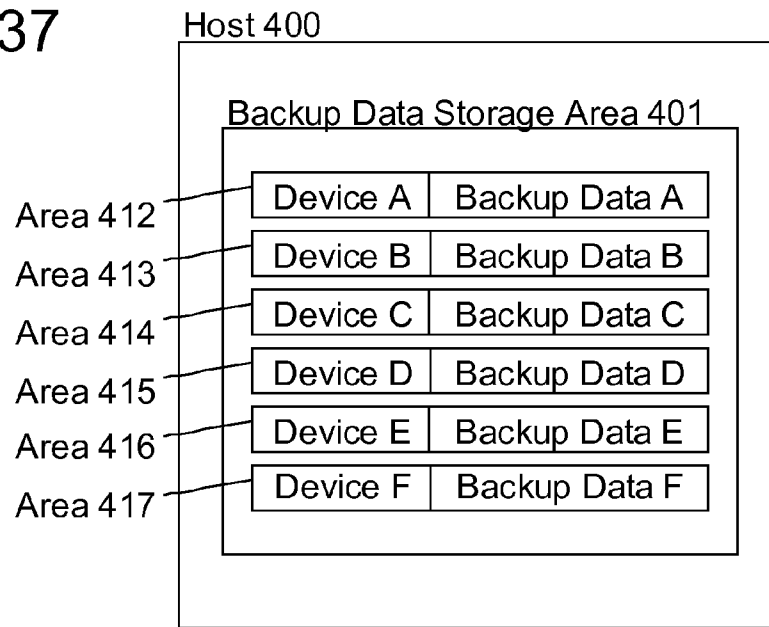 37
Host 400
Backup Data Storage Area 401
Area 412
Device A Backup Data A
Area 413
Device B Backup Data B
Area 414
Device C Backup Data C
Area 415
Device D Backup Data D
Area 416
Device E Backup Data E
Area 417
Device F Backup Data F